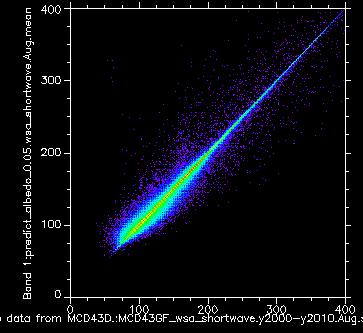 400
300
200
100
0
Band 1:predict_albedo_0.05.wsa_shortwave.Aug.mean
0 100 200 300 400
data from MCD43D.:MCD43GF_wsa_shortwave.y2000-y2010.Aug.